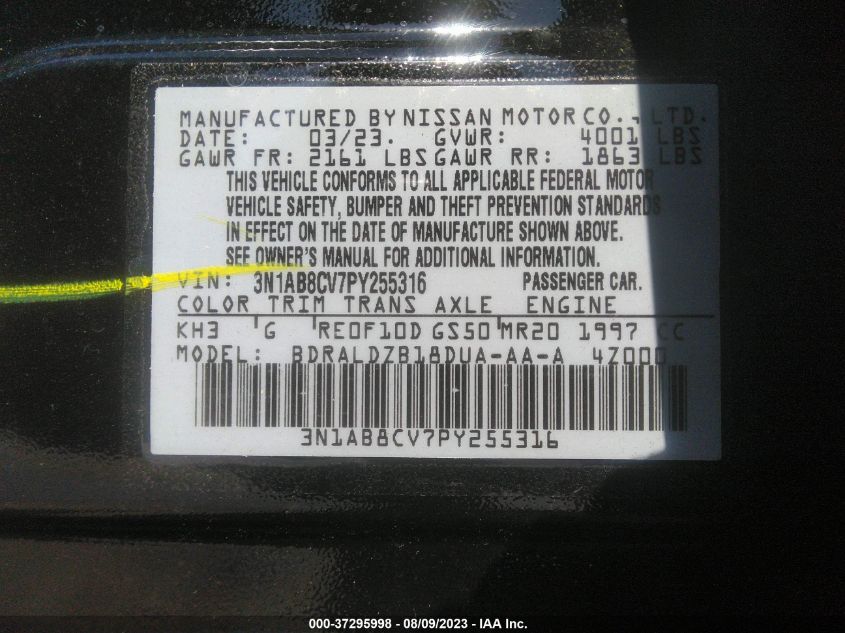 MANUFACTURED BY NISSAN MOTOR CO., LTD.
DATE: 03/23. GVWR: 4001 LBS
GAWR FR: 2161 LBS GAWR RR: 1863 LBS
THIS VEHICLE CONFORMS TO ALL APPLICABLE FEDERAL MOTOR
VEHICLE SAFETY, BUMPER AND THEFT PREVENTION STANDARDS
IN EFFECT ON THE DATE OF MANUFACTURE SHOWN ABOVE.
SEE OWNER'S MANUAL FOR ADDITIONAL INFORMATION.
VIN: 3N1AB8CV7PY255316 PASSENGER CAR.
COLOR TRIM TRANS AXLE ENGINE
KH3 G RE0F10D GS50 MR20 1997 CC
MODEL: BDRALDZB18DUA-AA-A 4Z000
3N1AB8CV7PY255316
000-37295998 - 08/09/2023 - IAA Inc.